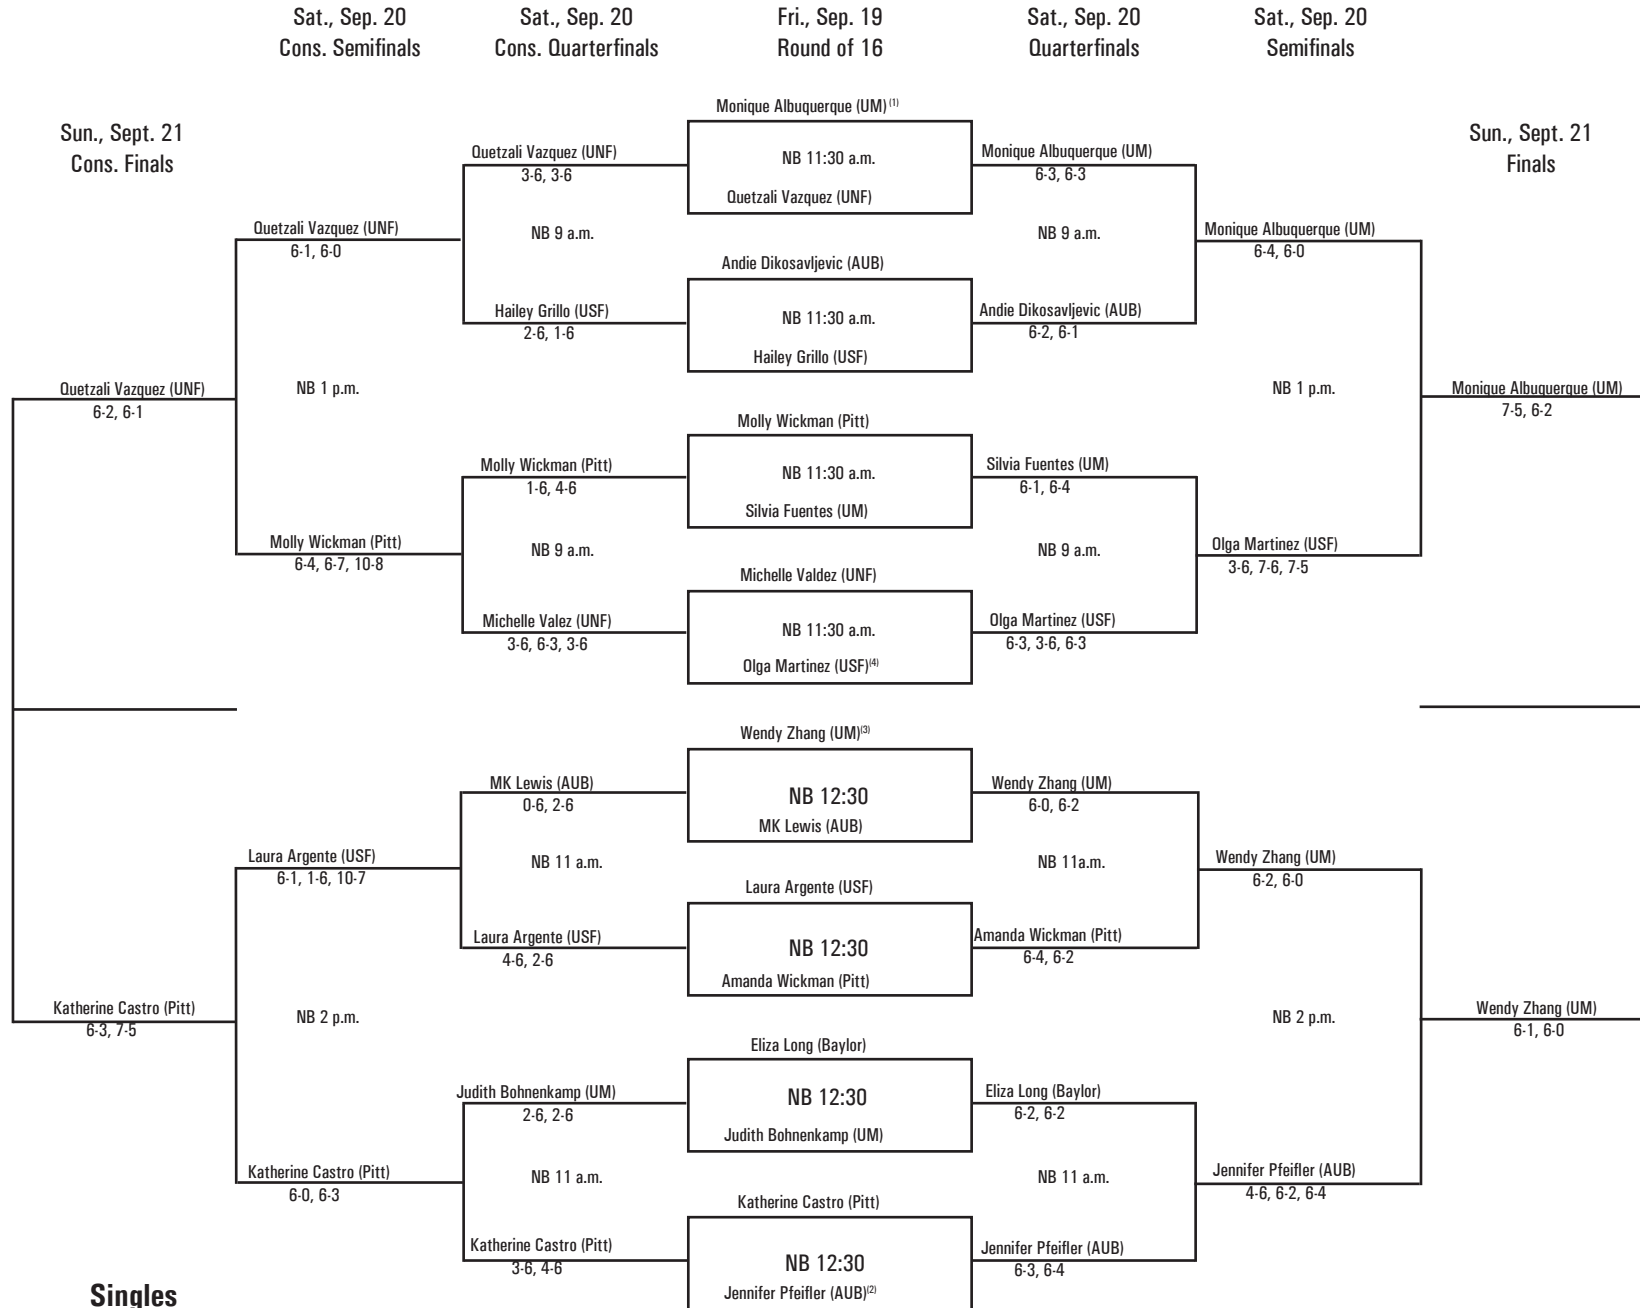 Sat., Sep. 20
Cons. Semifinals
Sat., Sep. 20
Cons. Quarterfinals
Fri., Sep. 19
Round of 16
Sat., Sep. 20
Quarterfinals
Sat., Sep. 20
Semifinals
Sun., Sept. 21
Cons. Finals
Sun., Sept. 21
Finals
Quetzali Vazquez (UNF)
6-2, 6-1
Katherine Castro (Pitt)
6-3, 7-5
Quetzali Vazquez (UNF)
6-1, 6-0
NB 1 p.m.
Molly Wickman (Pitt)
6-4, 6-7, 10-8
Laura Argente (USF)
6-1, 1-6, 10-7
NB 2 p.m.
Katherine Castro (Pitt)
6-0, 6-3
Quetzali Vazquez (UNF)
3-6, 3-6
NB 9 a.m.
Hailey Grillo (USF)
2-6, 1-6
Molly Wickman (Pitt)
1-6, 4-6
NB 9 a.m.
Michelle Valez (UNF)
3-6, 6-3, 3-6
MK Lewis (AUB)
0-6, 2-6
NB 11 a.m.
Laura Argente (USF)
4-6, 2-6
Judith Bohnenkamp (UM)
2-6, 2-6
NB 11 a.m.
Katherine Castro (Pitt)
3-6, 4-6
Monique Albuquerque (UM) (1)
NB 11:30 a.m.
Quetzali Vazquez (UNF)
Andie Dikosavljevic (AUB)
NB 11:30 a.m.
Hailey Grillo (USF)
Molly Wickman (Pitt)
NB 11:30 a.m.
Silvia Fuentes (UM)
Michelle Valdez (UNF)
NB 11:30 a.m.
Olga Martinez (USF)(4)
Wendy Zhang (UM)(3)
NB 12:30
MK Lewis (AUB)
Laura Argente (USF)
NB 12:30
Amanda Wickman (Pitt)
Eliza Long (Baylor)
NB 12:30
Judith Bohnenkamp (UM)
Katherine Castro (Pitt)
NB 12:30
Jennifer Pfeifler (AUB)(2)
Monique Albuquerque (UM)
6-3, 6-3
NB 9 a.m.
Andie Dikosavljevic (AUB)
6-2, 6-1
Silvia Fuentes (UM)
6-1, 6-4
NB 9 a.m.
Olga Martinez (USF)
6-3, 3-6, 6-3
Wendy Zhang (UM)
6-0, 6-2
NB 11a.m.
Amanda Wickman (Pitt)
6-4, 6-2
Eliza Long (Baylor)
6-2, 6-2
NB 11 a.m.
Jennifer Pfeifler (AUB)
6-3, 6-4
Monique Albuquerque (UM)
6-4, 6-0
NB 1 p.m.
Olga Martinez (USF)
3-6, 7-6, 7-5
Wendy Zhang (UM)
6-2, 6-0
NB 2 p.m.
Jennifer Pfeifler (AUB)
4-6, 6-2, 6-4
Monique Albuquerque (UM)
7-5, 6-2
Wendy Zhang (UM)
6-1, 6-0
Singles